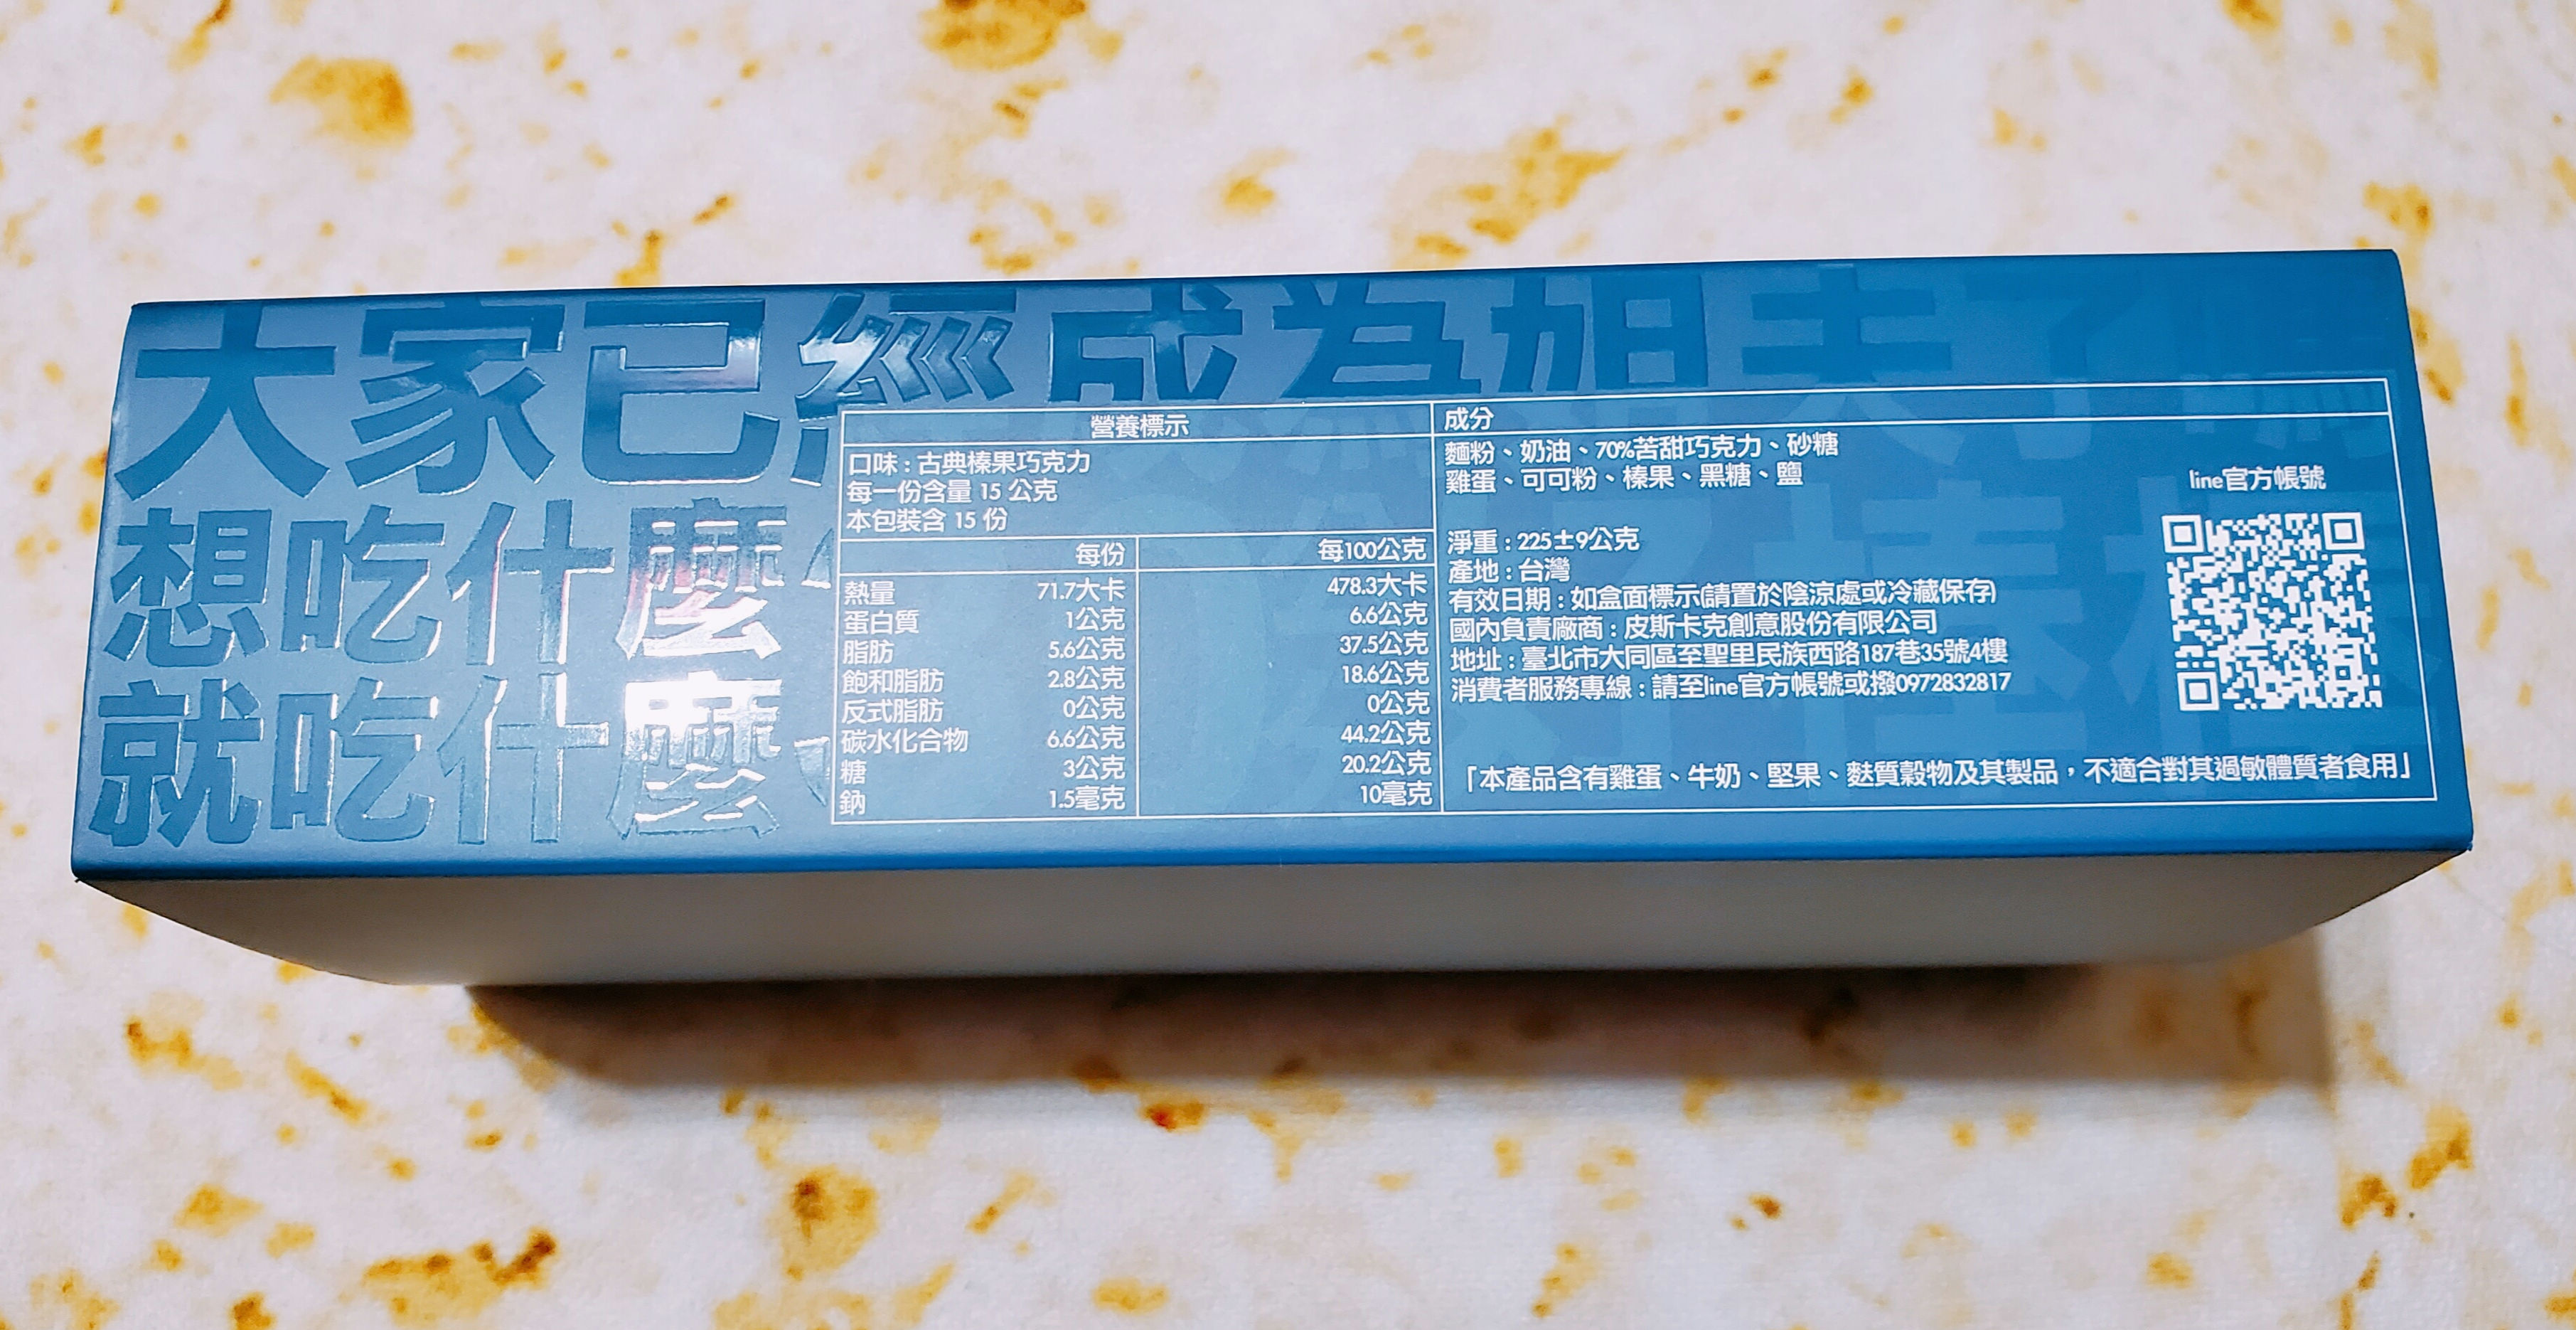 大家已經成為姐夫了嗎
想吃什麼
就吃什麼
營養標示
口味：古典榛果巧克力
每一份含量 15 公克
本包裝含 15 份
每份 每100公克
熱量 71.7大卡 478.3大卡
蛋白質 1公克 6.6公克
脂肪 5.6公克 37.5公克
飽和脂肪 2.8公克 18.6公克
反式脂肪 0公克 0公克
碳水化合物 6.6公克 44.2公克
糖 3公克 20.2公克
鈉 1.5毫克 10毫克
成分
麵粉、奶油、70%苦甜巧克力、砂糖
雞蛋、可可粉、榛果、黑糖、鹽
淨重：225±9公克
產地：台灣
有效日期：如盒面標示(請置於陰涼處或冷藏保存)
國內負責廠商：皮斯卡克創意股份有限公司
地址：臺北市大同區至聖里民族西路187巷35號4樓
消費者服務專線：請至line官方帳號或撥0972832817
line官方帳號
「本產品含有雞蛋、牛奶、堅果、麩質穀物及其製品，不適合對其過敏體質者食用」